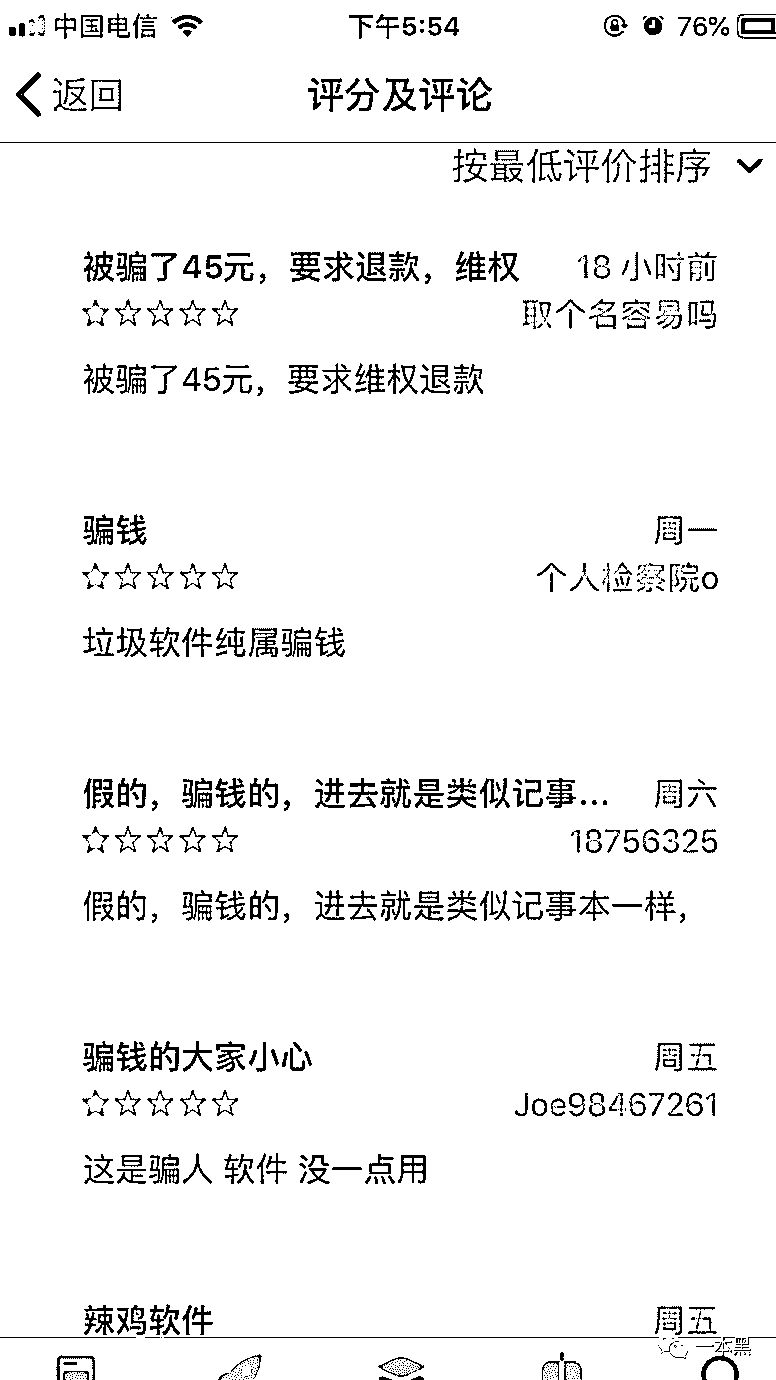 中国电信 下午5:54 76%
返回 评分及评论
按最低评价排序
被骗了45元，要求退款，维权 18 小时前
取个名容易吗
被骗了45元，要求维权退款
骗钱 周一
个人检察院o
垃圾软件纯属骗钱
假的，骗钱的，进去就是类似记事... 周六
18756325
假的，骗钱的，进去就是类似记事本一样，
骗钱的大家小心 周五
Joe98467261
这是骗人 软件 没一点用
辣鸡软件 周五
一本黑